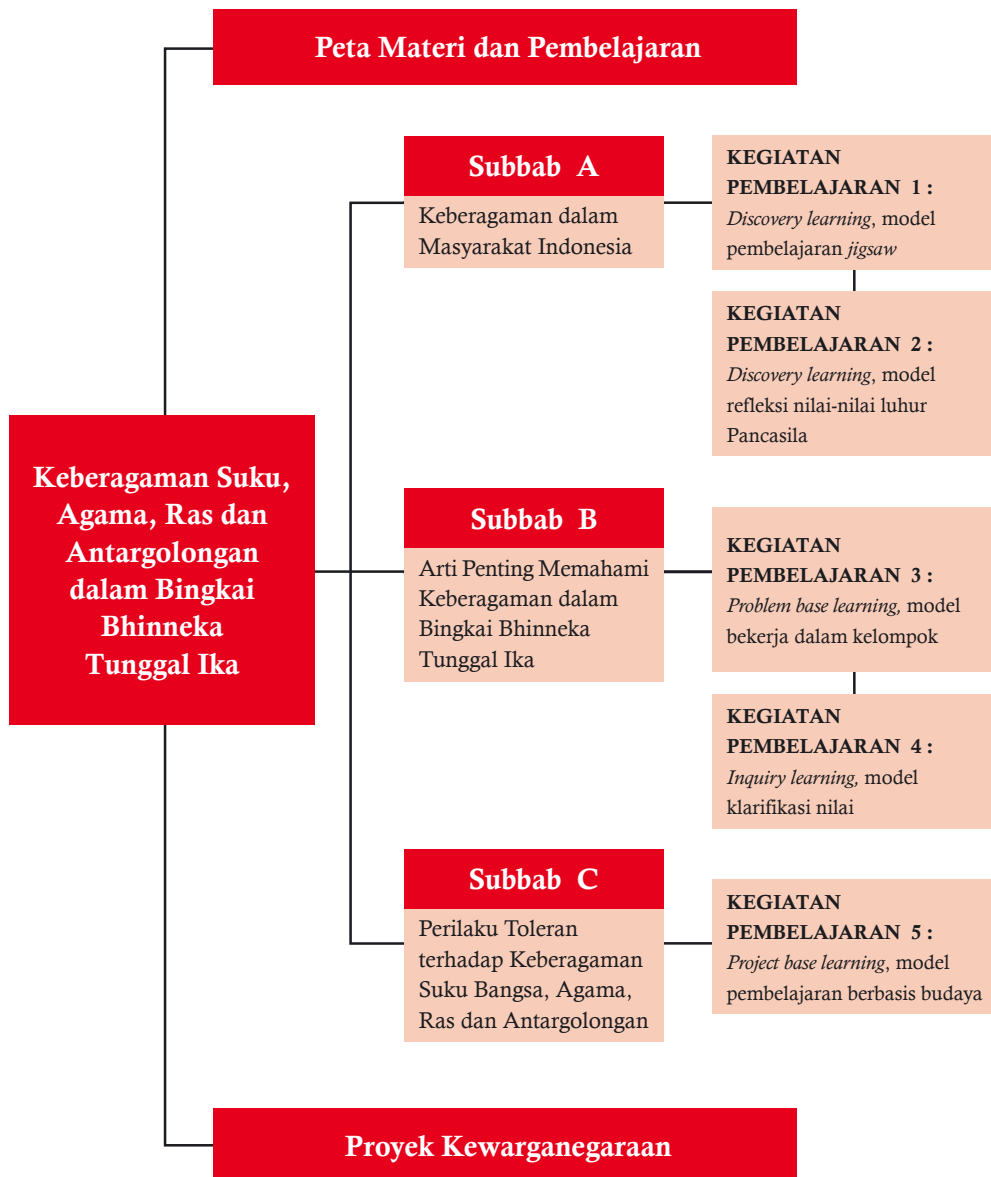 Peta Materi dan Pembelajaran
Keberagaman Suku,
Agama, Ras dan
Antargolongan
dalam Bingkai
Bhinneka
Tunggal Ika
Subbab A
Keberagaman dalam
Masyarakat Indonesia
KEGIATAN
PEMBELAJARAN 1 :
Discovery learning, model
pembelajaran jigsaw
KEGIATAN
PEMBELAJARAN 2 :
Discovery learning, model
refleksi nilai-nilai luhur
Pancasila
Subbab B
Arti Penting Memahami
Keberagaman dalam
Bingkai Bhinneka
Tunggal Ika
KEGIATAN
PEMBELAJARAN 3 :
Problem base learning, model
bekerja dalam kelompok
KEGIATAN
PEMBELAJARAN 4 :
Inquiry learning, model
klarifikasi nilai
Subbab C
Perilaku Toleran
terhadap Keberagaman
Suku Bangsa, Agama,
Ras dan Antargolongan
KEGIATAN
PEMBELAJARAN 5 :
Project base learning, model
pembelajaran berbasis budaya
Proyek Kewarganegaraan